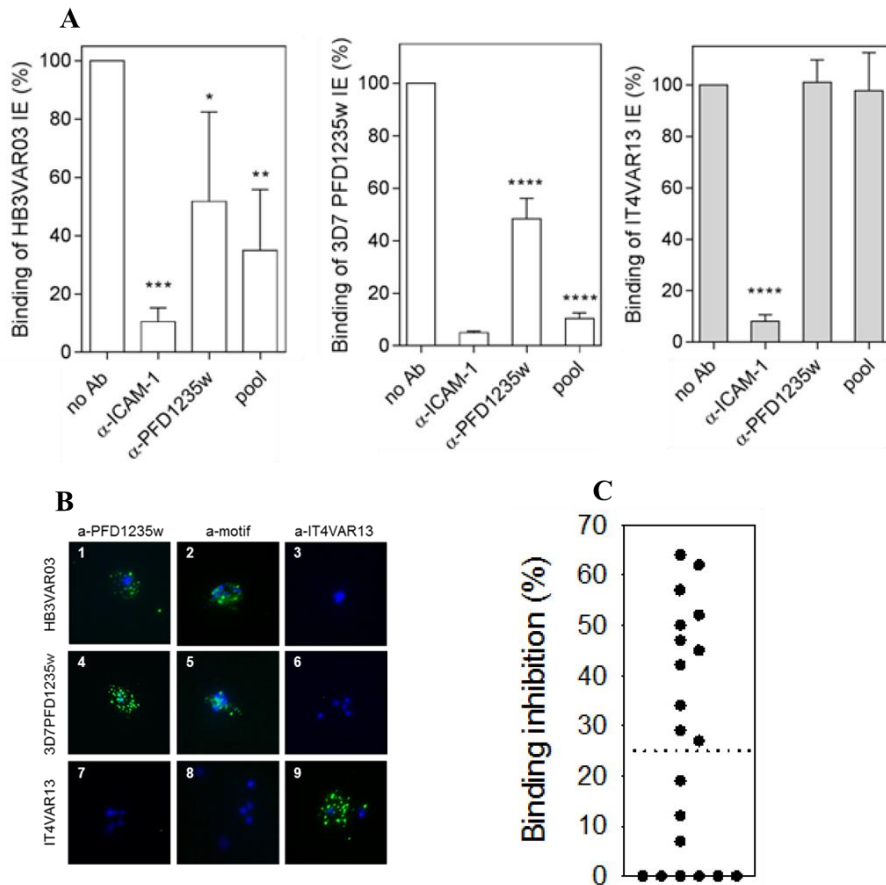 A
Binding of HB3VAR03 IE (%)
100
80
60
40
20
0
***
*
**
no Ab
α-ICAM-1
α-PFD1235w
pool
Binding of 3D7 PFD1235w IE (%)
100
80
60
40
20
0
****
****
no Ab
α-ICAM-1
α-PFD1235w
pool
Binding of IT4VAR13 IE (%)
100
80
60
40
20
0
****
no Ab
α-ICAM-1
α-PFD1235w
pool
B
a-PFD1235w a-motif a-IT4VAR13
HB3VAR03
1 2 3
3D7PFD1235w
4 5 6
IT4VAR13
7 8 9
C
Binding inhibition (%)
70
60
50
40
30
20
10
0